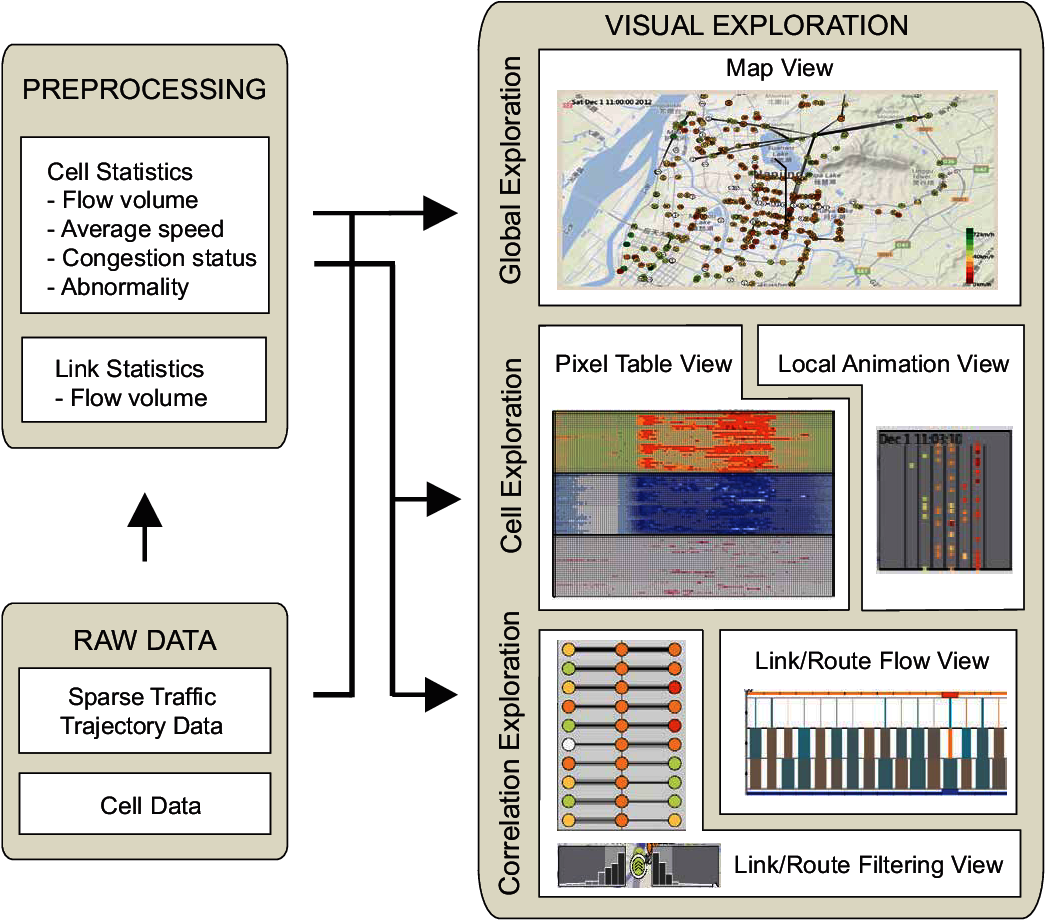 PREPROCESSING
Cell Statistics
- Flow volume
- Average speed
- Congestion status
- Abnormality
Link Statistics
- Flow volume
RAW DATA
Sparse Traffic
Trajectory Data
Cell Data
VISUAL EXPLORATION
Global Exploration
Map View
Sat Dec 1 11:00:00 2012
72km/h
40km/h
0km/h
Cell Exploration
Pixel Table View
Local Animation View
Dec 1 11:03:10
Correlation Exploration
Link/Route Flow View
Link/Route Filtering View